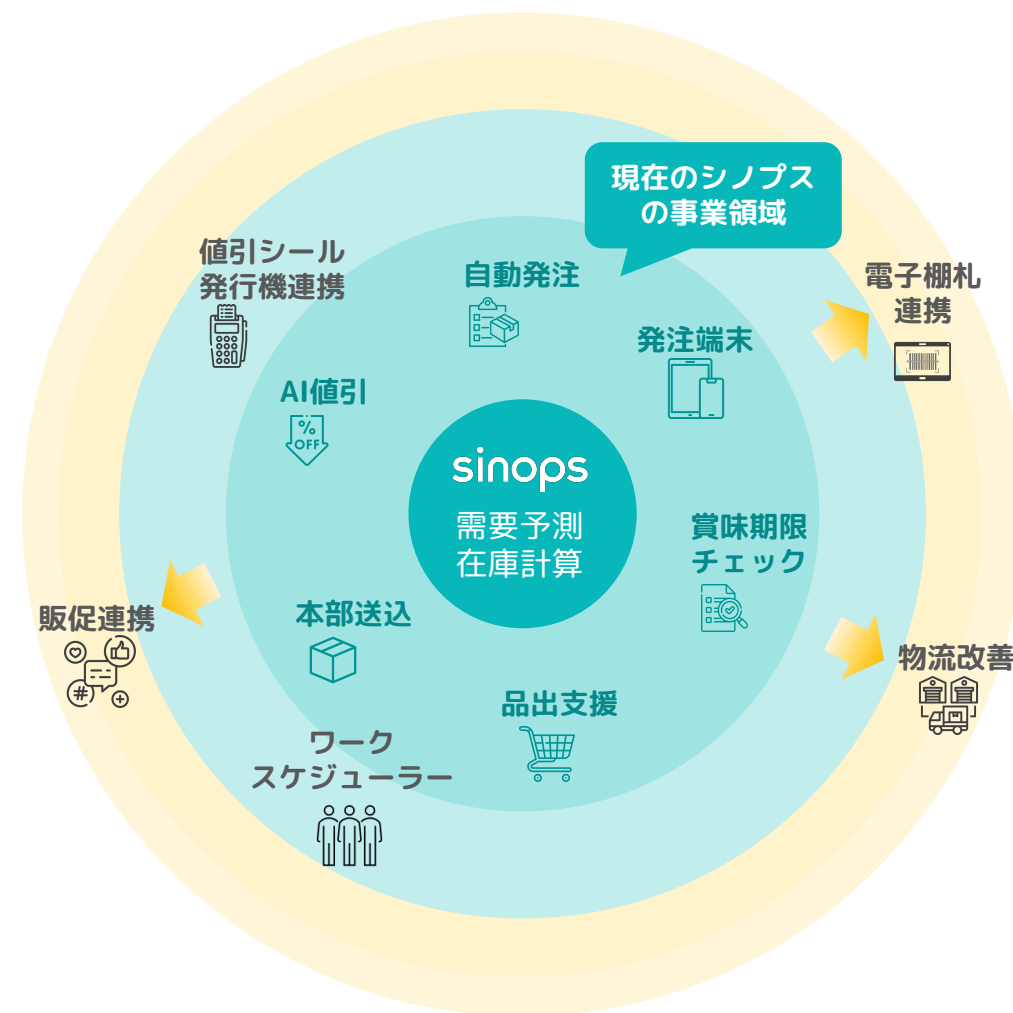 現在のシノプス
の事業領域
値引シール
発行機連携
自動発注
電子棚札
連携
発注端末
AI値引
%
OFF
sinops
需要予測
在庫計算
賞味期限
チェック
本部送込
販促連携
#
物流改善
品出支援
ワーク
スケジューラー